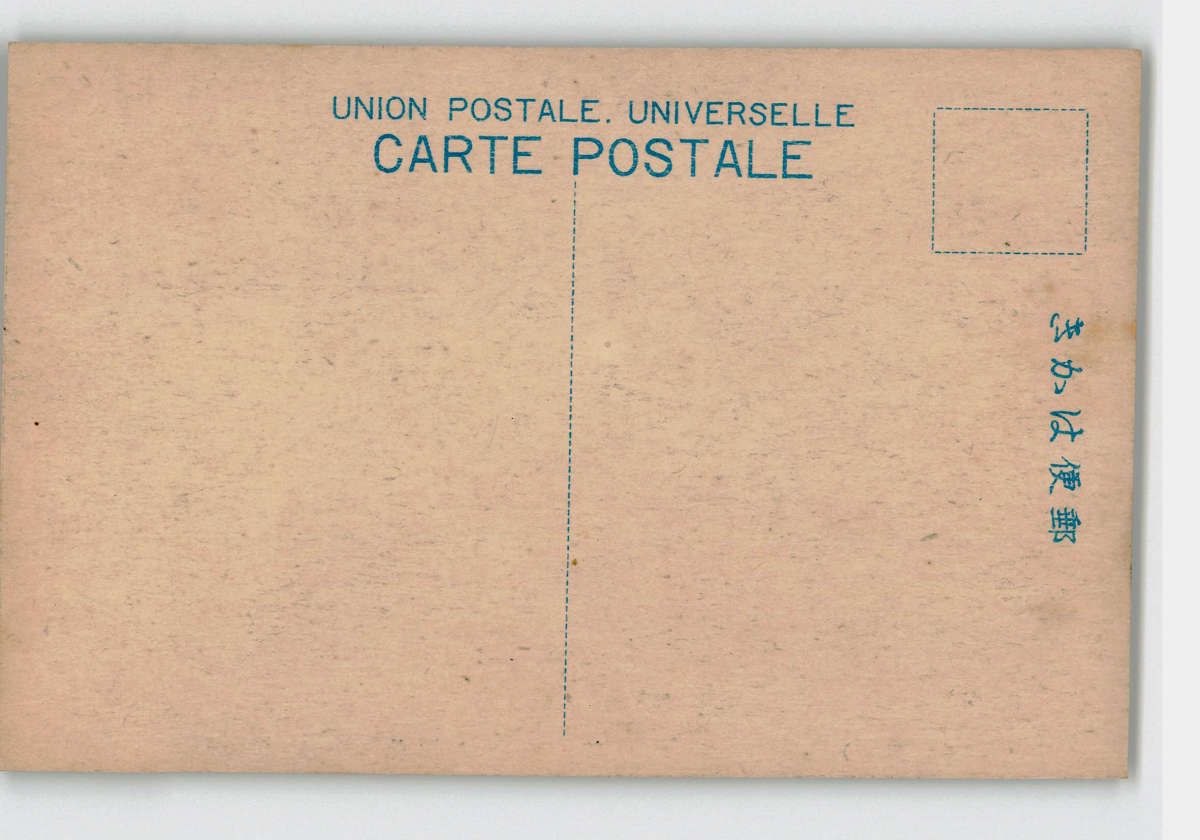 UNION POSTALE. UNIVERSELLE
CARTE POSTALE
郵便はかき